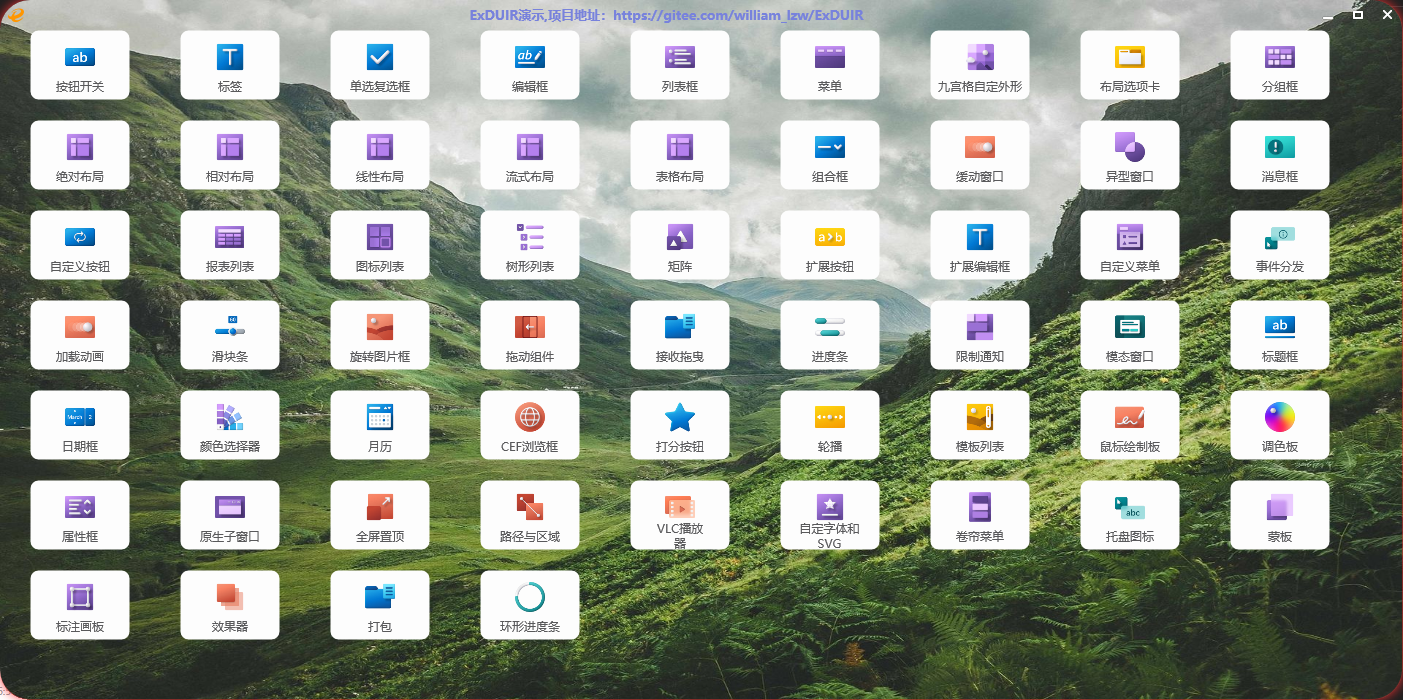 ExDUIR演示,项目地址：https://gitee.com/william_lzw/ExDUIR
ab
按钮开关
T
标签
单选复选框
ab
编辑框
列表框
菜单
九宫格自定外形
布局选项卡
分组框
绝对布局
相对布局
线性布局
流式布局
表格布局
组合框
缓动窗口
异型窗口
消息框
自定义按钮
报表列表
图标列表
树形列表
矩阵
a>b
扩展按钮
T
扩展编辑框
自定义菜单
事件分发
加载动画
60
滑块条
旋转图片框
拖动组件
接收拖曳
进度条
限制通知
模态窗口
ab
标题框
March 2
日期框
颜色选择器
月历
CEF浏览框
打分按钮
轮播
模板列表
鼠标绘制板
调色板
属性框
原生子窗口
全屏置顶
路径与区域
VLC播放
器
自定字体和
SVG
卷帘菜单
abc
托盘图标
蒙板
标注画板
效果器
打包
环形进度条